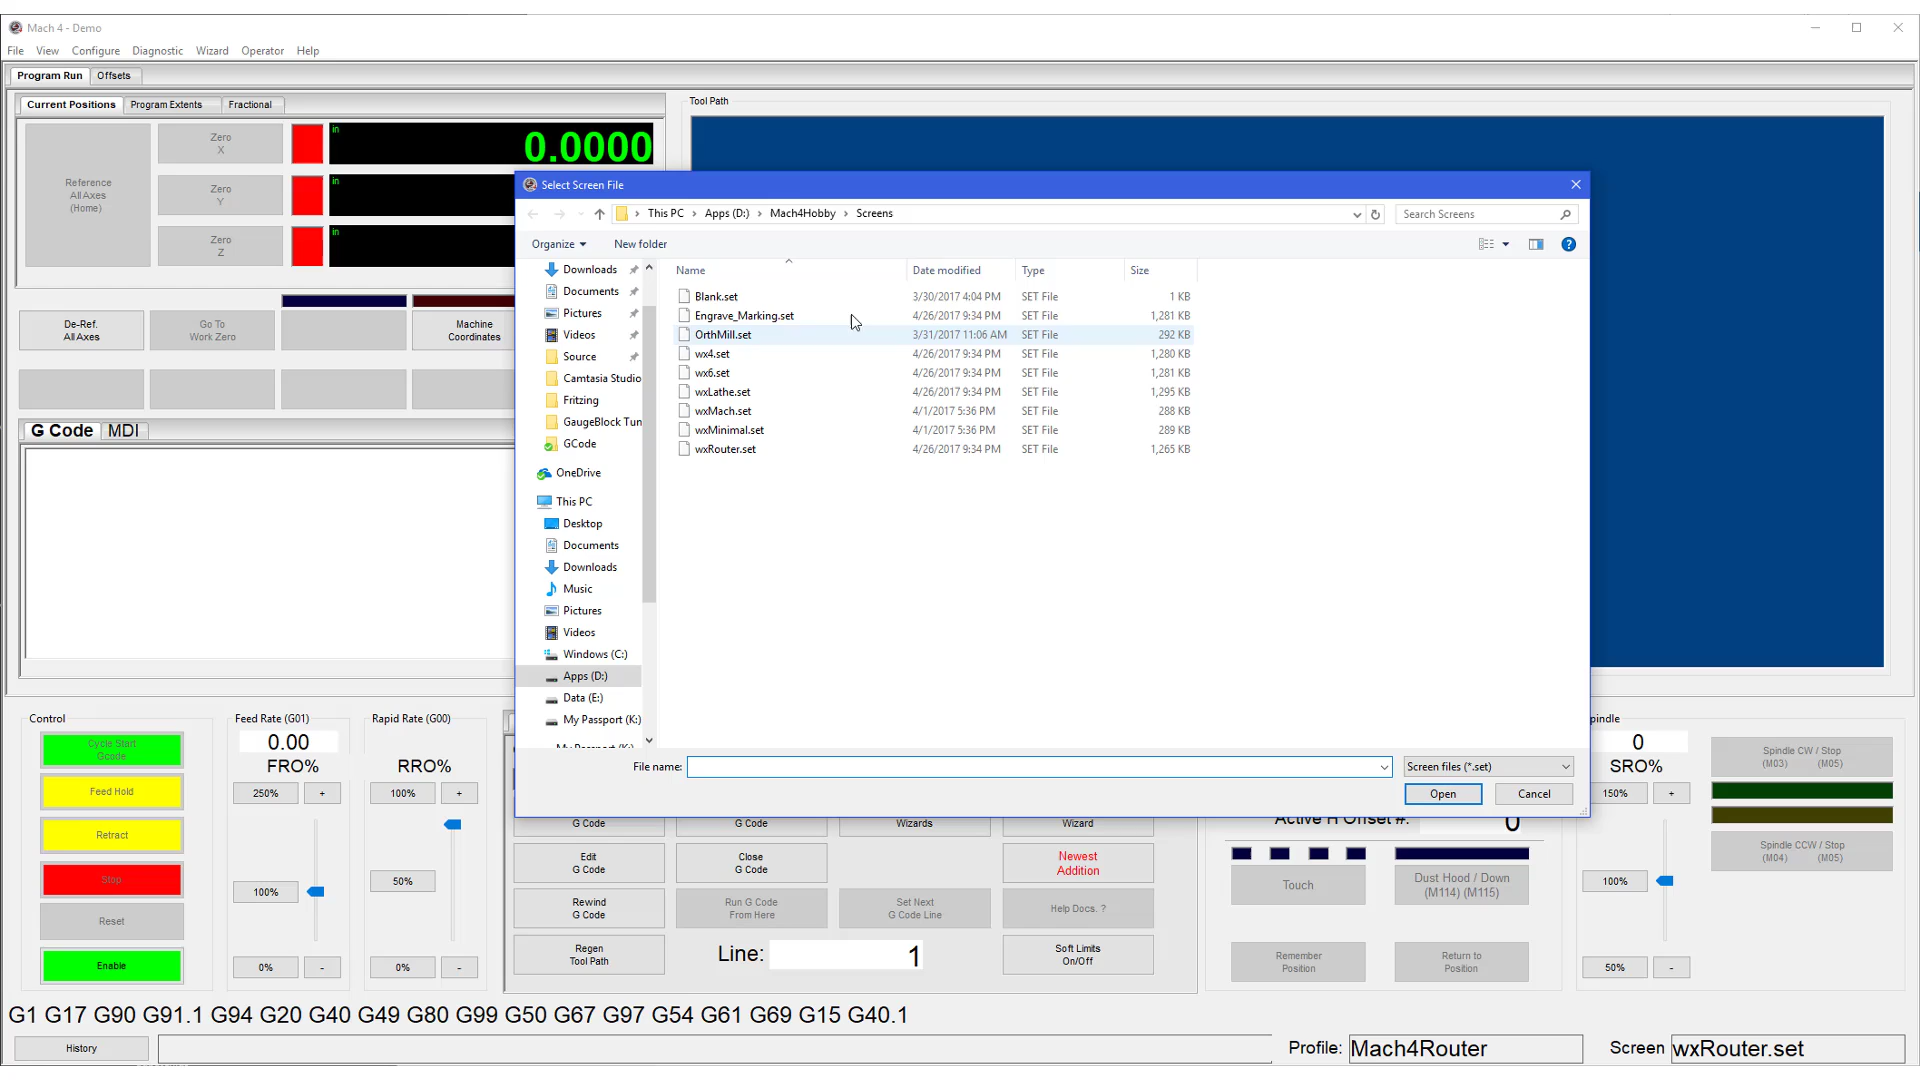 Mach 4 - Demo
File View Configure Diagnostic Wizard Operator Help
Program Run Offsets
Current Positions Program Extents Fractional
Tool Path
Reference
All Axes
(Home)
Zero
X
in
0.0000
Zero
Y
in
Zero
Z
in
De-Ref.
All Axes
Go To
Work Zero
Machine
Coordinates
G Code MDI
Select Screen File
This PC Apps (D:) Mach4Hobby Screens
Search Screens
Organize New folder
Downloads
Documents
Pictures
Videos
Source
Camtasia Studio
Fritzing
GaugeBlock Tun
GCode
OneDrive
This PC
Desktop
Documents
Downloads
Music
Pictures
Videos
Windows (C:)
Apps (D:)
Data (E:)
My Passport (K:)
Name Date modified Type Size
Blank.set 3/30/2017 4:04 PM SET File 1 KB
Engrave_Marking.set 4/26/2017 9:34 PM SET File 1,281 KB
OrthMill.set 3/31/2017 11:06 AM SET File 292 KB
wx4.set 4/26/2017 9:34 PM SET File 1,280 KB
wx6.set 4/26/2017 9:34 PM SET File 1,281 KB
wxLathe.set 4/26/2017 9:34 PM SET File 1,295 KB
wxMach.set 4/1/2017 5:36 PM SET File 288 KB
wxMinimal.set 4/1/2017 5:36 PM SET File 289 KB
wxRouter.set 4/26/2017 9:34 PM SET File 1,265 KB
File name: Screen files (*.set)
Open Cancel
Control
Cycle Start
Gcode
Feed Hold
Retract
Stop
Reset
Enable
Feed Rate (G01)
0.00
FRO%
250% +
100%
0% -
Rapid Rate (G00)
RRO%
100% +
50%
0% -
G Code
G Code
Wizards
Wizard
Edit
G Code
Close
G Code
Newest
Addition
Rewind
G Code
Run G Code
From Here
Set Next
G Code Line
Help Docs. ?
Regen
Tool Path
Line: 1
Soft Limits
On/Off
Active H Offset #: 0
Touch
Dust Hood / Down
(M114) (M115)
Remember
Position
Return to
Position
pindle
0
SRO%
150% +
100%
50% -
Spindle CW / Stop
(M03) (M05)
Spindle CCW / Stop
(M04) (M05)
G1 G17 G90 G91.1 G94 G20 G40 G49 G80 G99 G50 G67 G97 G54 G61 G69 G15 G40.1
History
Profile: Mach4Router
Screen wxRouter.set